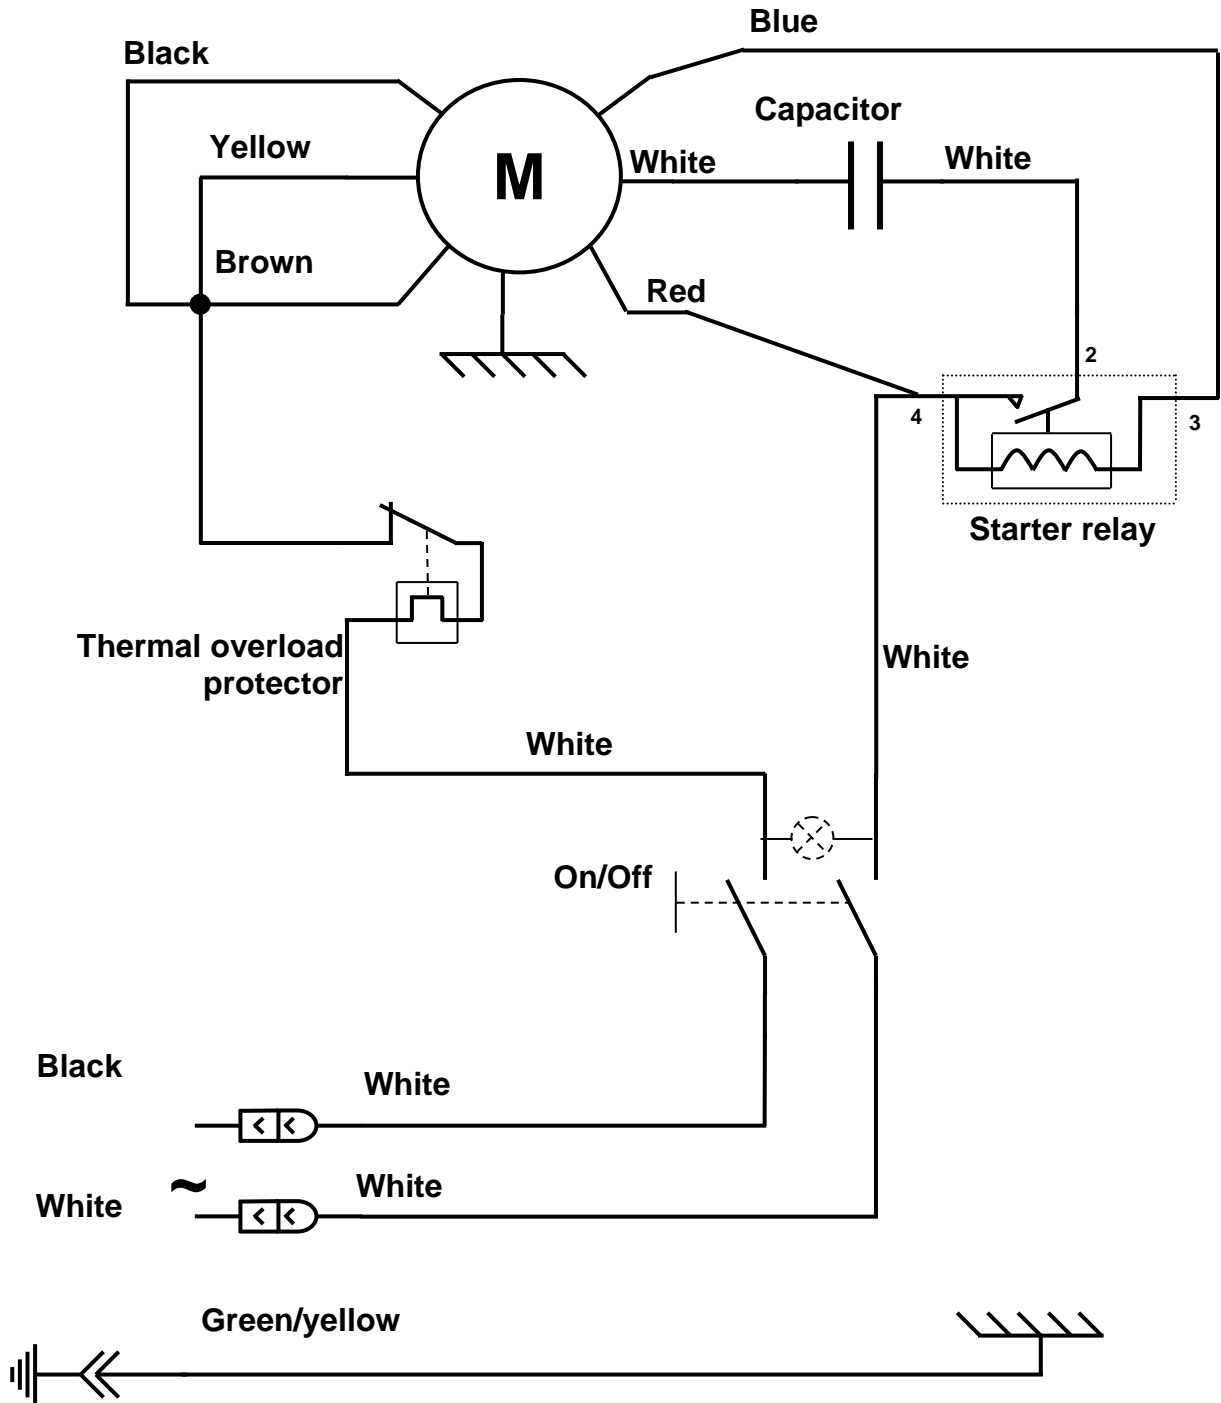 Blue
Black
Capacitor
Yellow
White
White
M
Brown
Red
2
4
3
Starter relay
Thermal overload
protector
White
White
On/Off
Black
White
~
White
White
Green/yellow